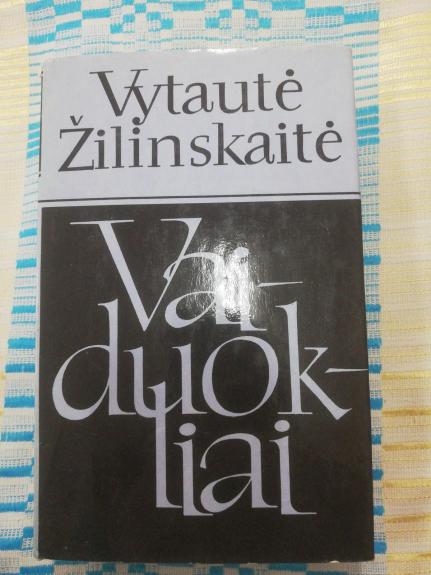 Vytautė
Žilinskaitė
Vai-
duok-
liai